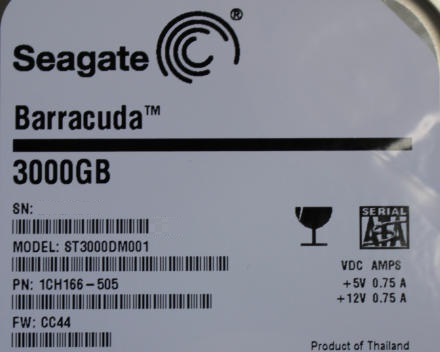 Seagate®
Barracuda™
3000GB
SN:
MODEL: ST3000DM001
SERIAL
ATA
PN: 1CH166-505
VDC AMPS
+5V 0.75 A
+12V 0.75 A
FW: CC44
Product of Thailand